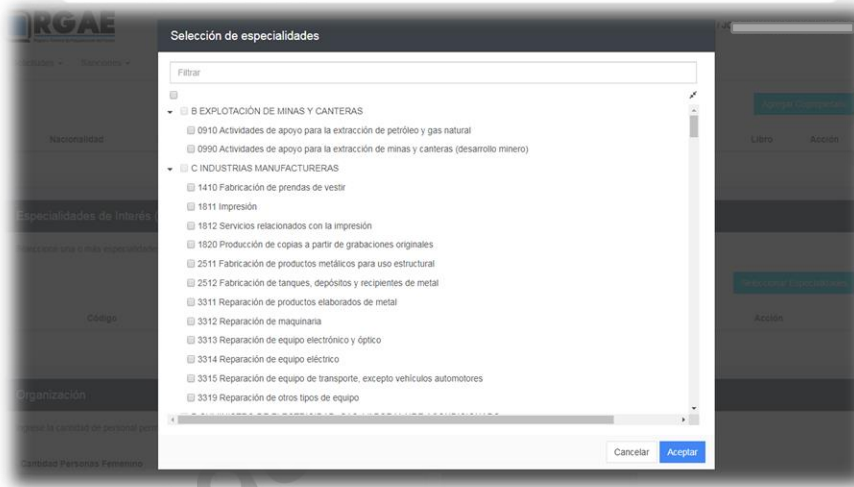 RGAE
Selección de especialidades
Filtrar
B EXPLOTACIÓN DE MINAS Y CANTERAS
0910 Actividades de apoyo para la extracción de petróleo y gas natural
0990 Actividades de apoyo para la extracción de minas y canteras (desarrollo minero)
C INDUSTRIAS MANUFACTURERAS
1410 Fabricación de prendas de vestir
1811 Impresión
1812 Servicios relacionados con la impresión
1820 Producción de copias a partir de grabaciones originales
2511 Fabricación de productos metálicos para uso estructural
2512 Fabricación de tanques, depósitos y recipientes de metal
3311 Reparación de productos elaborados de metal
3312 Reparación de maquinaria
3313 Reparación de equipo electrónico y óptico
3314 Reparación de equipo eléctrico
3315 Reparación de equipo de transporte, excepto vehículos automotores
3319 Reparación de otros tipos de equipo
Cancelar Aceptar
Nacionalidad
Libro Acción
Especialidades de Interés (
Código
Acción
Organización
Cantidad Personas Femenino